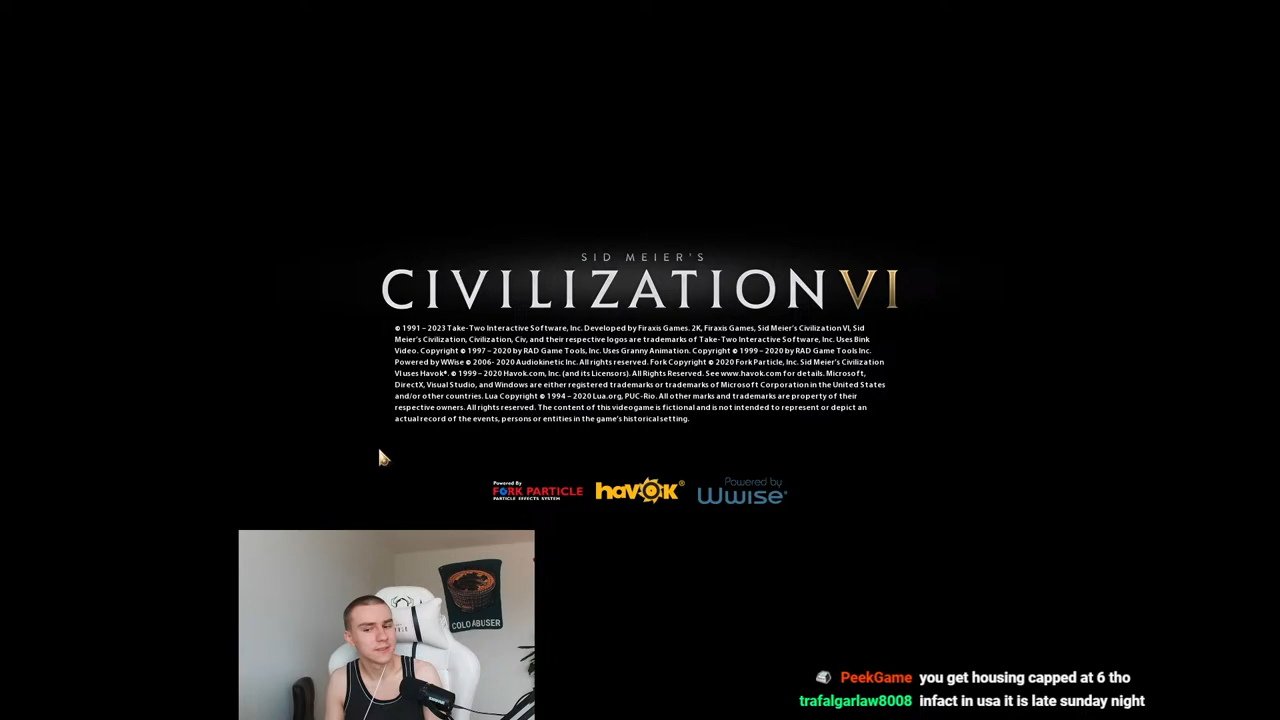 SID MEIER'S
CIVILIZATION VI
© 1991 – 2023 Take-Two Interactive Software, Inc. Developed by Firaxis Games. 2K, Firaxis Games, Sid Meier's Civilization VI, Sid
Meier's Civilization, Civilization, Civ, and their respective logos are trademarks of Take-Two Interactive Software, Inc. Uses Bink
Video. Copyright © 1997 – 2020 by RAD Game Tools, Inc. Uses Granny Animation. Copyright © 1999 – 2020 by RAD Game Tools Inc.
Powered by WWise © 2006- 2020 Audiokinetic Inc. All rights reserved. Fork Copyright © 2020 Fork Particle, Inc. Sid Meier's Civilization
VI uses Havok®. © 1999 – 2020 Havok.com, Inc. (and its Licensors). All Rights Reserved. See www.havok.com for details. Microsoft,
DirectX, Visual Studio, and Windows are either registered trademarks or trademarks of Microsoft Corporation in the United States
and/or other countries. Lua Copyright © 1994 – 2020 Lua.org, PUC-Rio. All other marks and trademarks are property of their
respective owners. All rights reserved. The content of this videogame is fictional and is not intended to represent or depict an
actual record of the events, persons or entities in the game's historical setting.
Powered By
FORK PARTICLE
PARTICLE EFFECTS SYSTEM
havok®
Powered by
Wwise®
COLO ABUSER
PeekGame you get housing capped at 6 tho
trafalgarlaw8008 infact in usa it is late sunday night